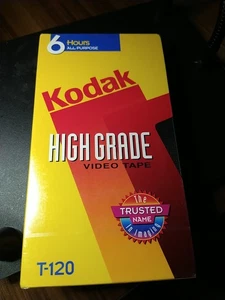 6 Hours
ALL-PURPOSE
Kodak
HIGH GRADE
VIDEO TAPE
the
TRUSTED
NAME
in imaging
T-120